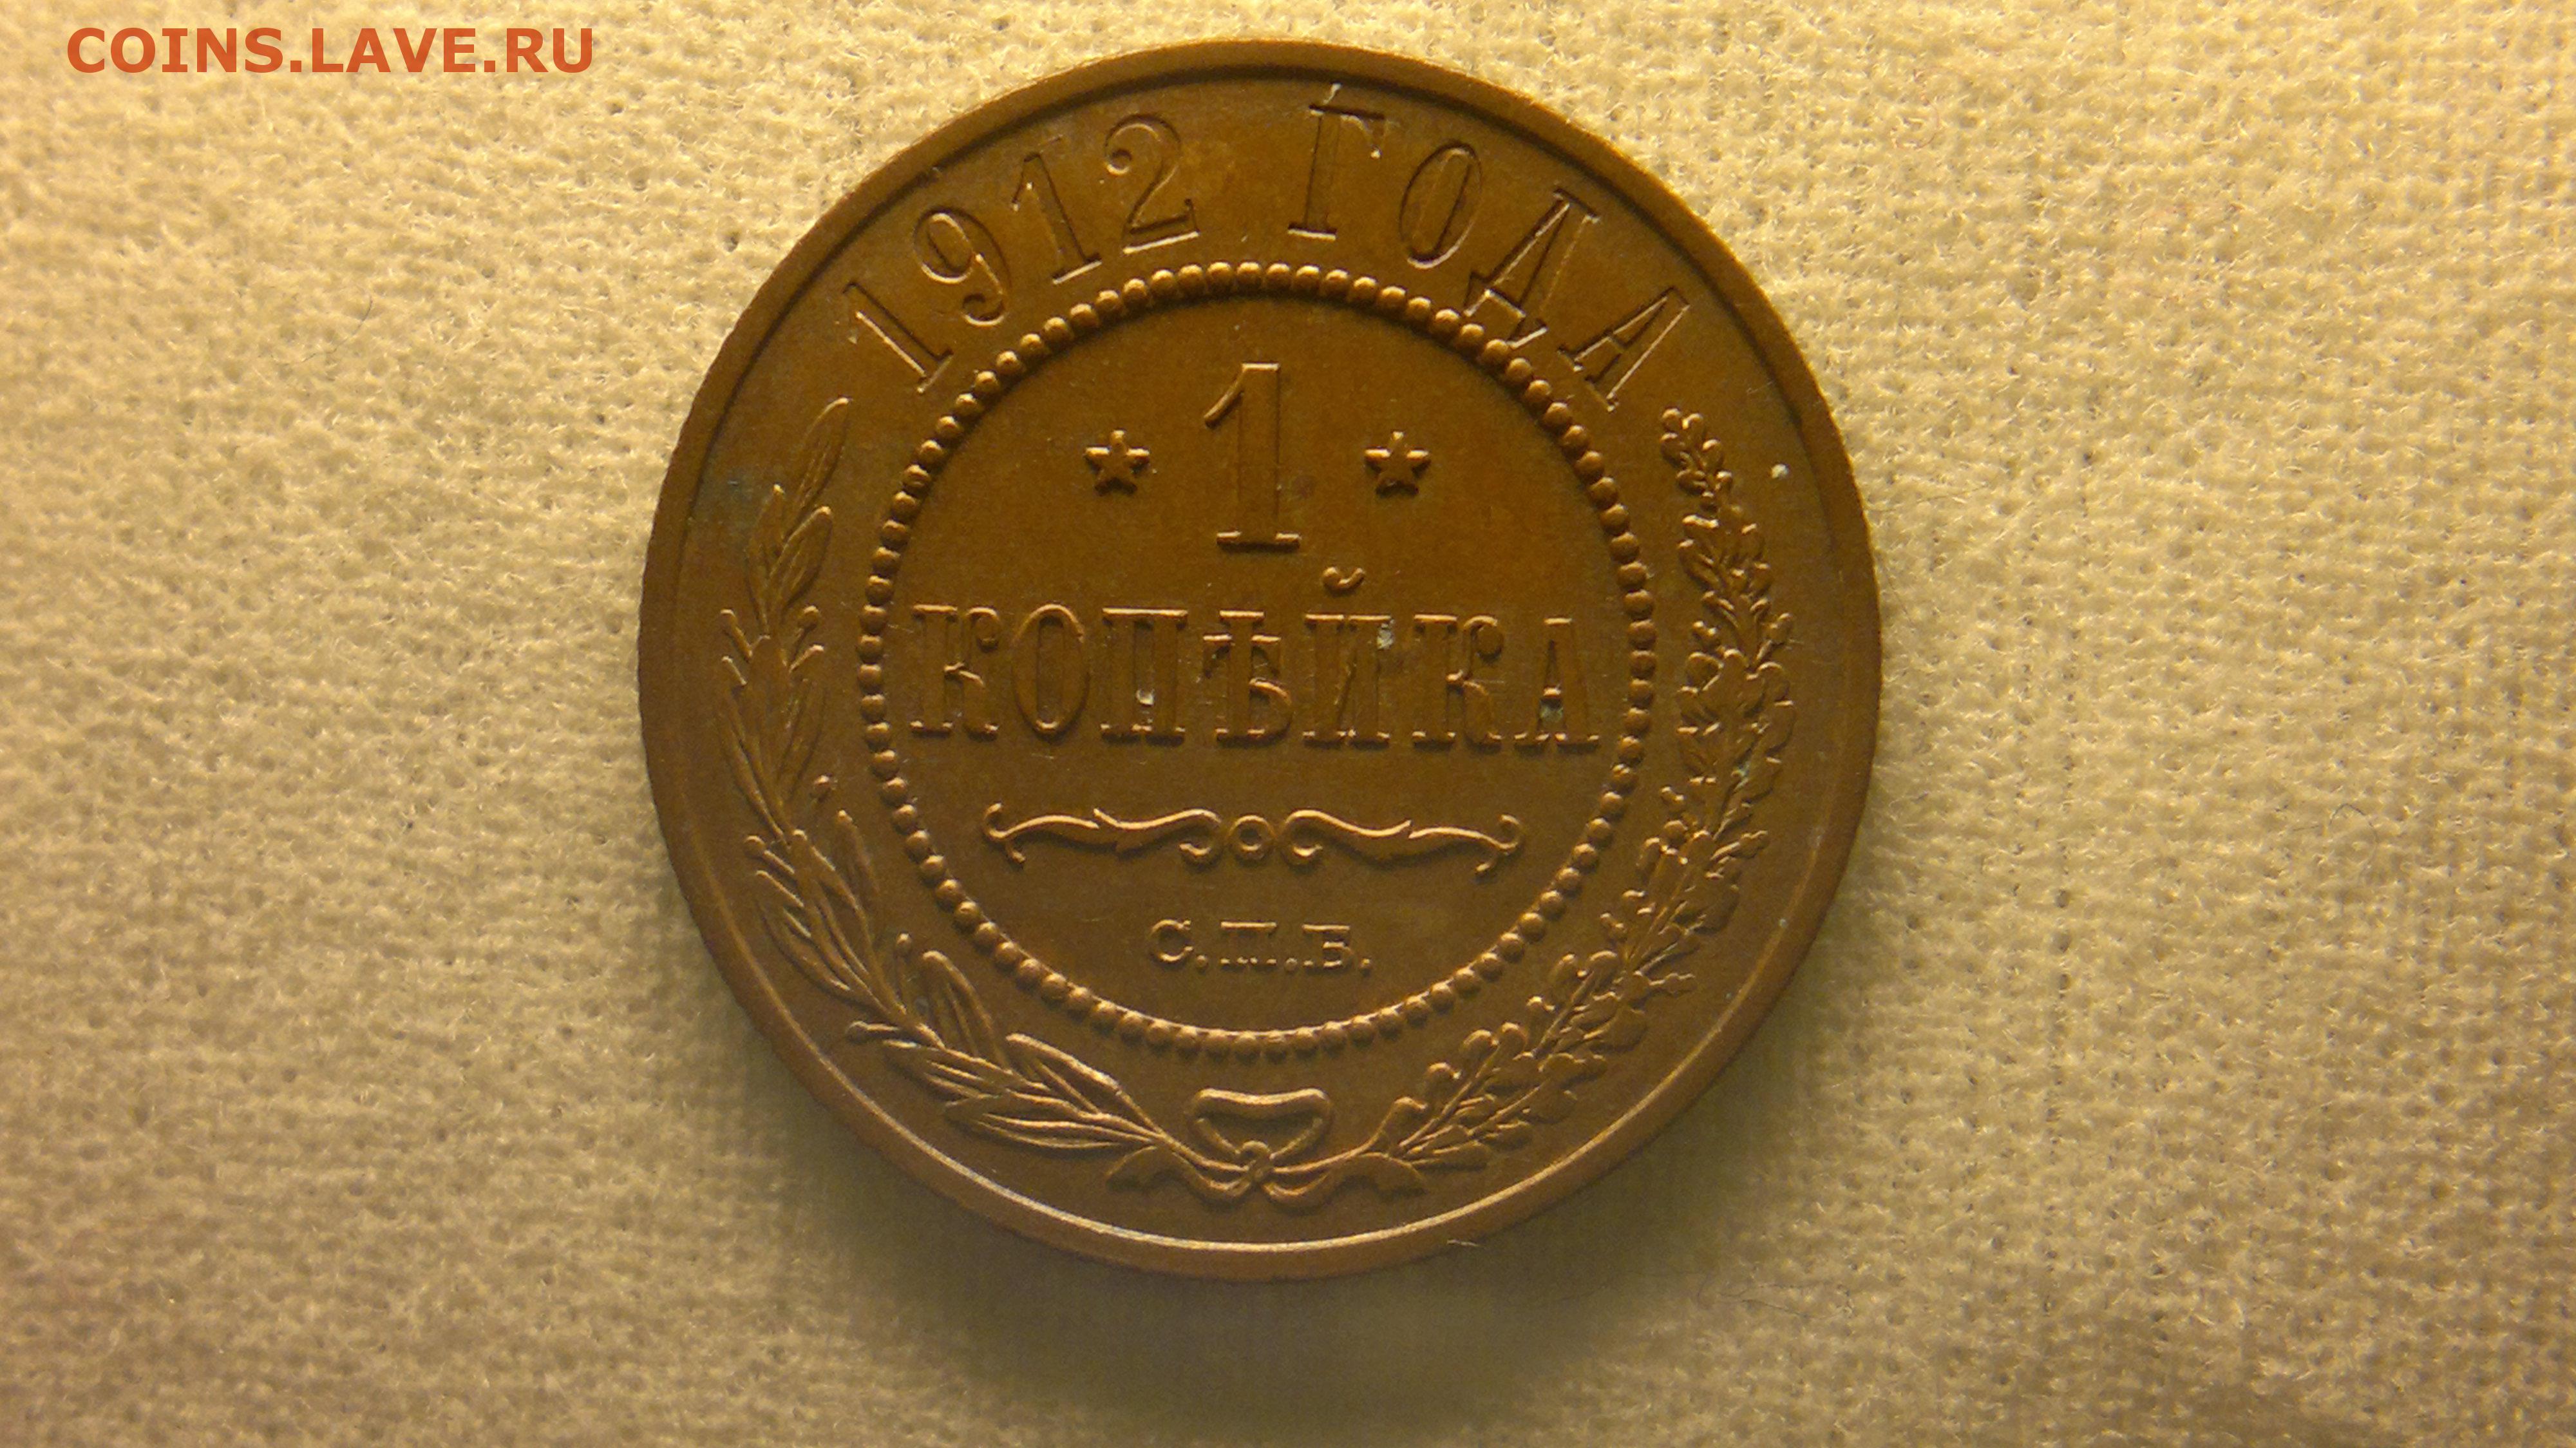 COINS.LAVE.RU
1912 ГОДА
1
КОПѢЙКА
С.П.Б.